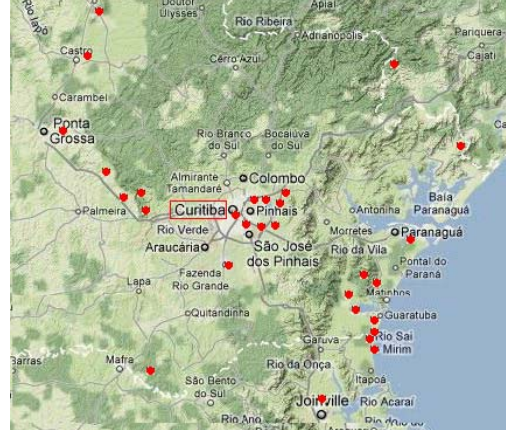 Doutor
Ulysses
Apiaí
Rio Iap
Rio Ribeira
Adrianópolis
Pariquera
Castro
Cerro Azul
Cajati
Carambeí
Ponta
Grossa
Rio Branco
do Sul
Bocaiúva
do Sul
Almirante
Tamandaré
Colombo
Palmeira
Curitiba
Pinhais
Antonina
Baía
Paranaguá
Rio Verde
Araucária
São José
dos Pinhais
Morretes
Paranaguá
Rio da Vila
Lapa
Fazenda
Rio Grande
Pontal do
Paraná
Matinhos
Quitandinha
Guaratuba
Barras
Mafra
Garuva
Rio Sai
Mirim
Rio da Onça
São Bento
do Sul
Itapoá
Joinville
Rio Acaraí
Rio Ano